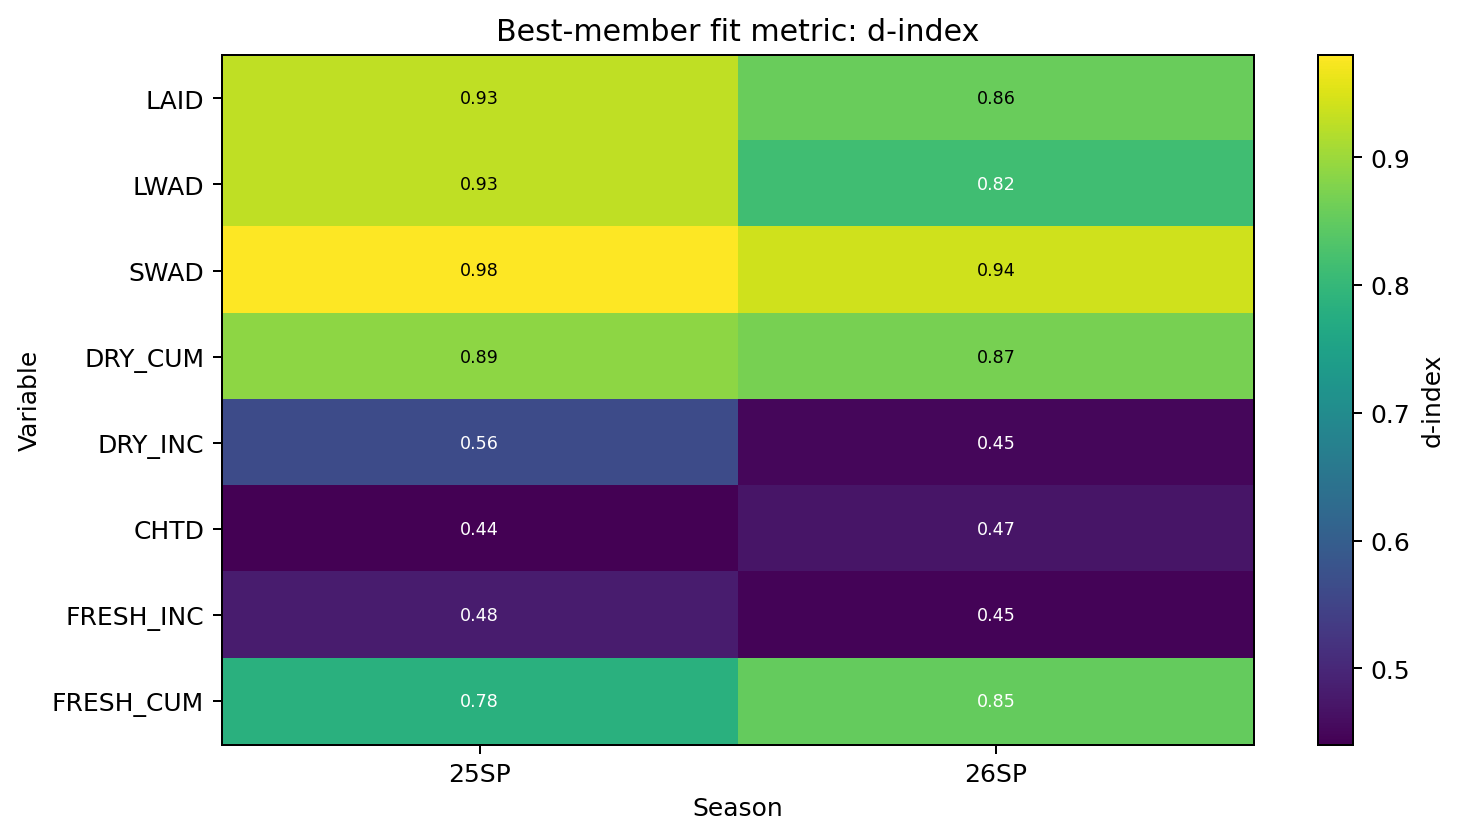 Best-member fit metric: d-index
LAID 0.93 0.86
LWAD 0.93 0.82
SWAD 0.98 0.94
DRY_CUM 0.89 0.87
DRY_INC 0.56 0.45
CHTD 0.44 0.47
FRESH_INC 0.48 0.45
FRESH_CUM 0.78 0.85
25SP 26SP
Season
Variable
0.9
0.8
0.7
0.6
0.5
d-index